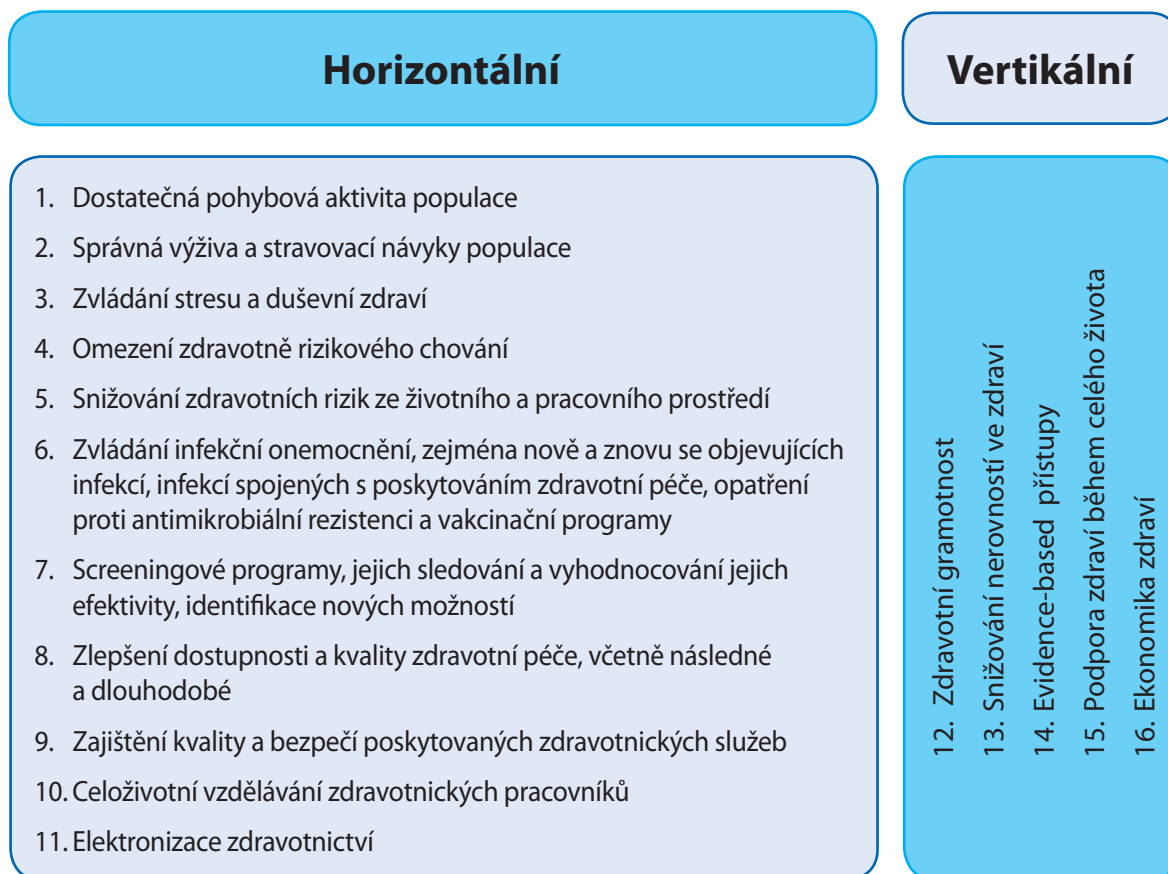 Horizontální
Vertikální
1. Dostatečná pohybová aktivita populace
2. Správná výživa a stravovací návyky populace
3. Zvládání stresu a duševní zdraví
4. Omezení zdravotně rizikového chování
5. Snižování zdravotních rizik ze životního a pracovního prostředí
6. Zvládání infekční onemocnění, zejména nově a znovu se objevujících
infekcí, infekcí spojených s poskytováním zdravotní péče, opatření
proti antimikrobiální rezistenci a vakcinační programy
7. Screeningové programy, jejich sledování a vyhodnocování jejich
efektivity, identifikace nových možností
8. Zlepšení dostupnosti a kvality zdravotní péče, včetně následné
a dlouhodobé
9. Zajištění kvality a bezpečí poskytovaných zdravotnických služeb
10. Celoživotní vzdělávání zdravotnických pracovníků
11. Elektronizace zdravotnictví
12. Zdravotní gramotnost
13. Snižování nerovností ve zdraví
14. Evidence-based přístupy
15. Podpora zdraví během celého života
16. Ekonomika zdraví